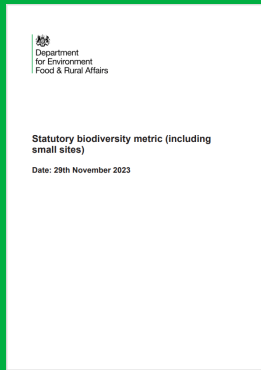 Department
for Environment
Food & Rural Affairs
Statutory biodiversity metric (including
small sites)
Date: 29th November 2023